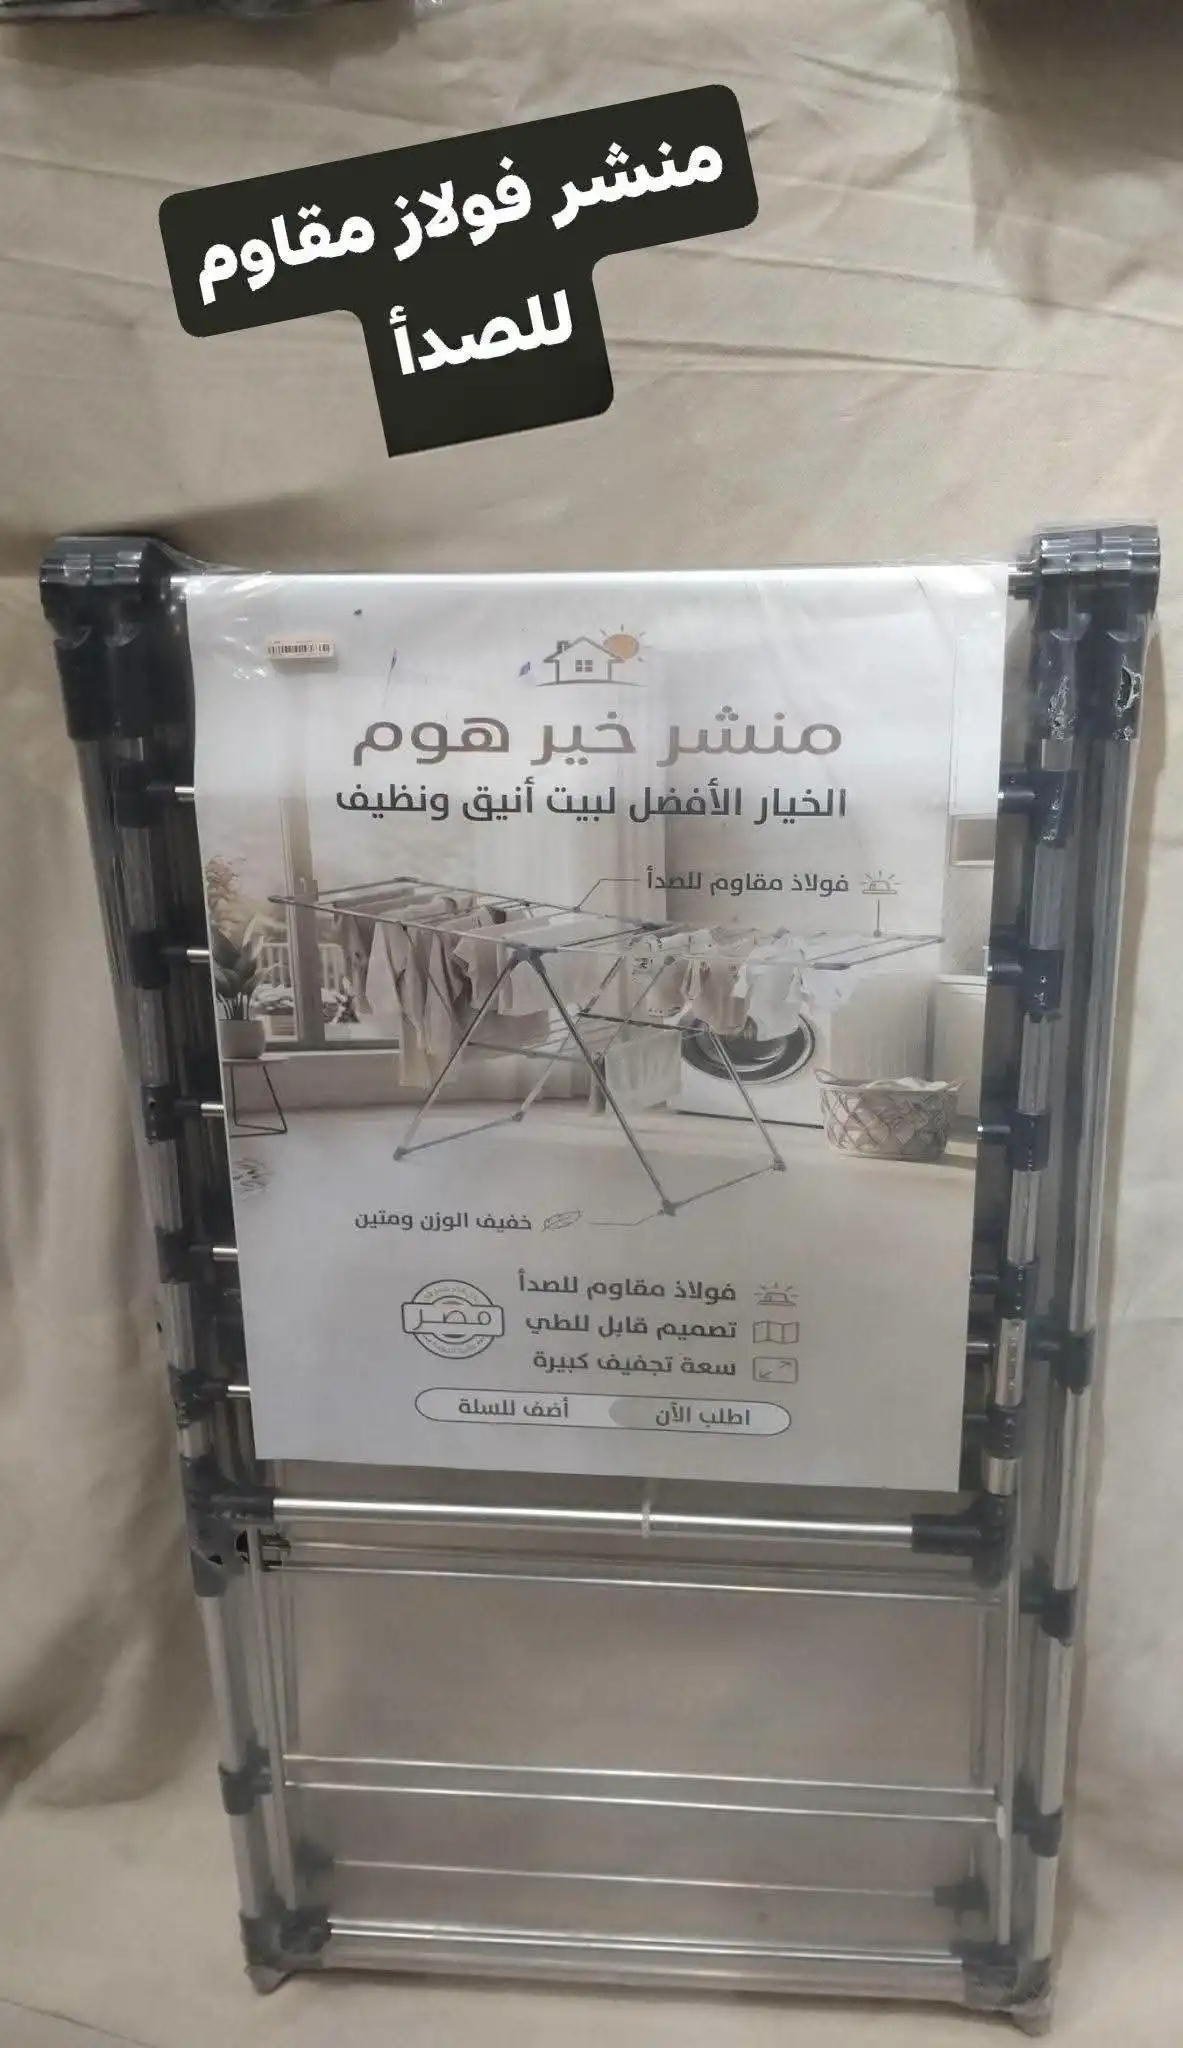 منشر فولاز مقاوم
للصدأ
منشر خير هوم
الخيار الأفضل لبيت أنيق ونظيف
فولاذ مقاوم للصدأ
خفيف الوزن ومتين
فولاذ مقاوم للصدأ
تصميم قابل للطي
سعة تجفيف كبيرة
مصر
اطلب الآن
أضف للسلة